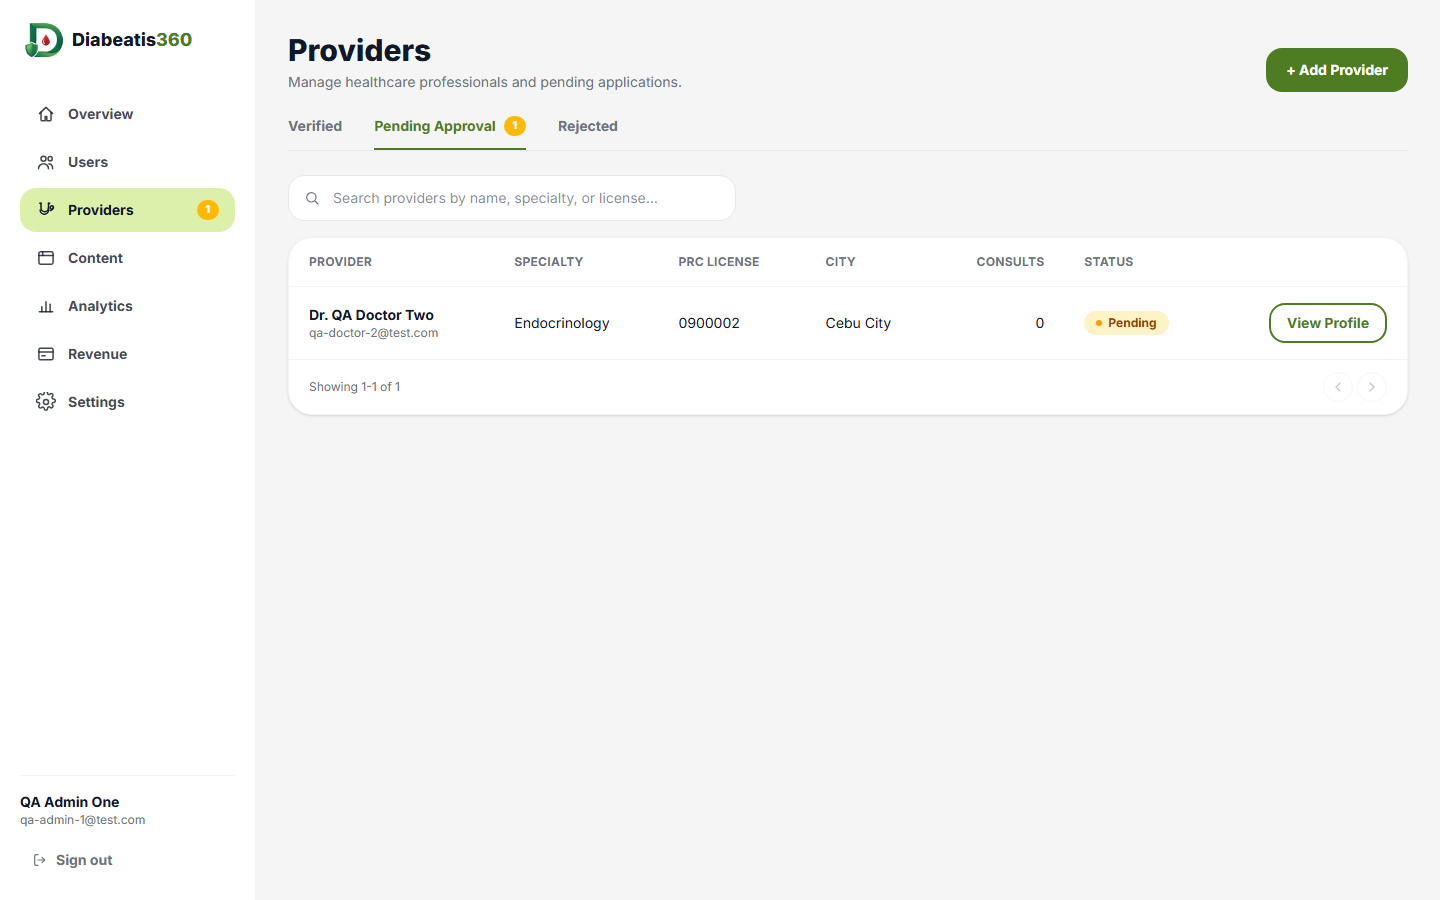 Diabeatis360
Overview
Users
Providers 1
Content
Analytics
Revenue
Settings
QA Admin One
qa-admin-1@test.com
Sign out
Providers
Manage healthcare professionals and pending applications.
+ Add Provider
Verified Pending Approval 1 Rejected
Search providers by name, specialty, or license...
PROVIDER SPECIALTY PRC LICENSE CITY CONSULTS STATUS
Dr. QA Doctor Two
qa-doctor-2@test.com
Endocrinology 0900002 Cebu City 0 Pending View Profile
Showing 1-1 of 1